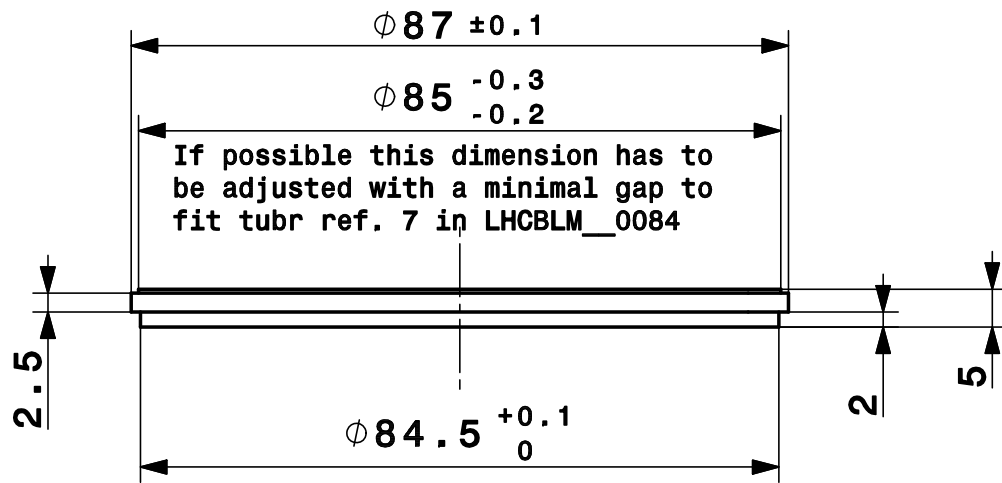 ⌀87 ±0.1
⌀85 -0.3
-0.2
If possible this dimension has to
be adjusted with a minimal gap to
fit tubr ref. 7 in LHCBLM__0084
2.5
2
5
⌀84.5 +0.1
0